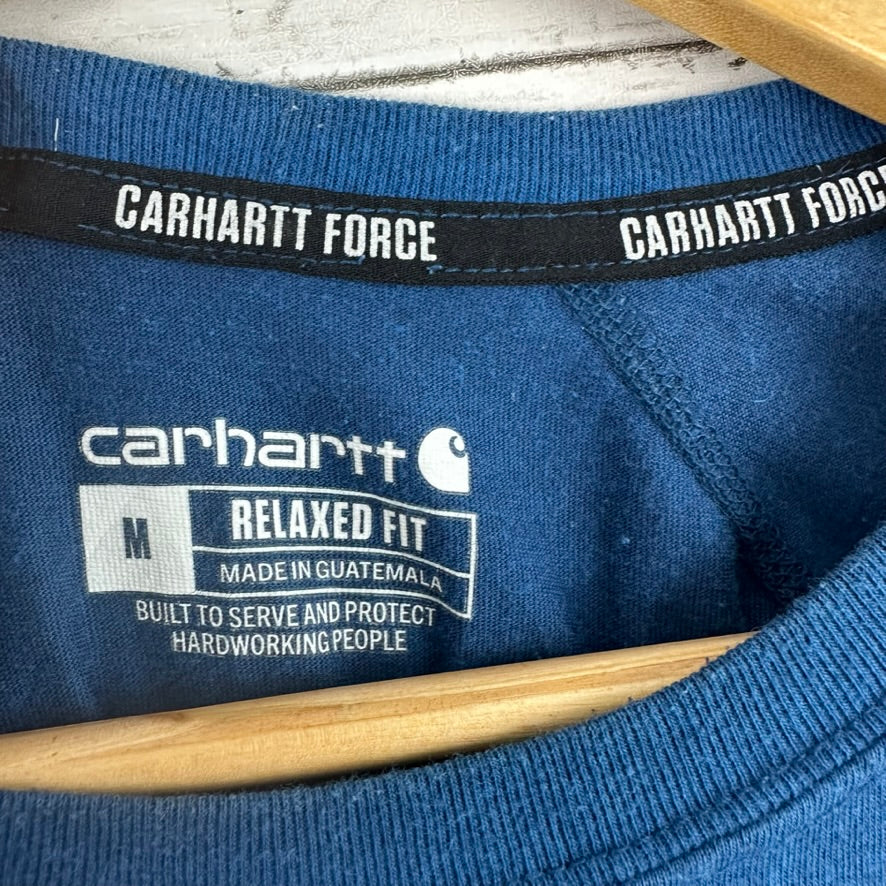 CARHARTT FORCE
CARHARTT FORCE
carhartt
M
RELAXED FIT
MADE IN GUATEMALA
BUILT TO SERVE AND PROTECT
HARDWORKING PEOPLE